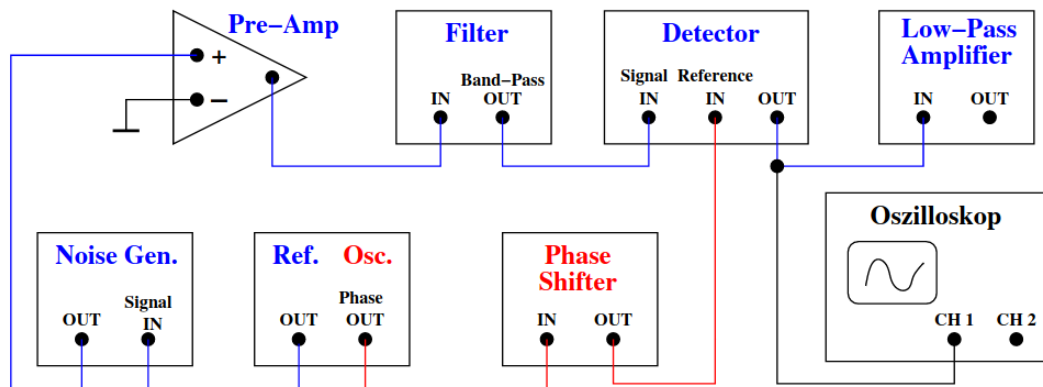 Pre-Amp
+
−
Filter
Band-Pass
IN OUT
Detector
Signal Reference
IN IN OUT
Low-Pass
Amplifier
IN OUT
Noise Gen.
Signal
OUT IN
Ref. Osc.
Phase
OUT OUT
Phase
Shifter
IN OUT
Oszilloskop
CH 1 CH 2